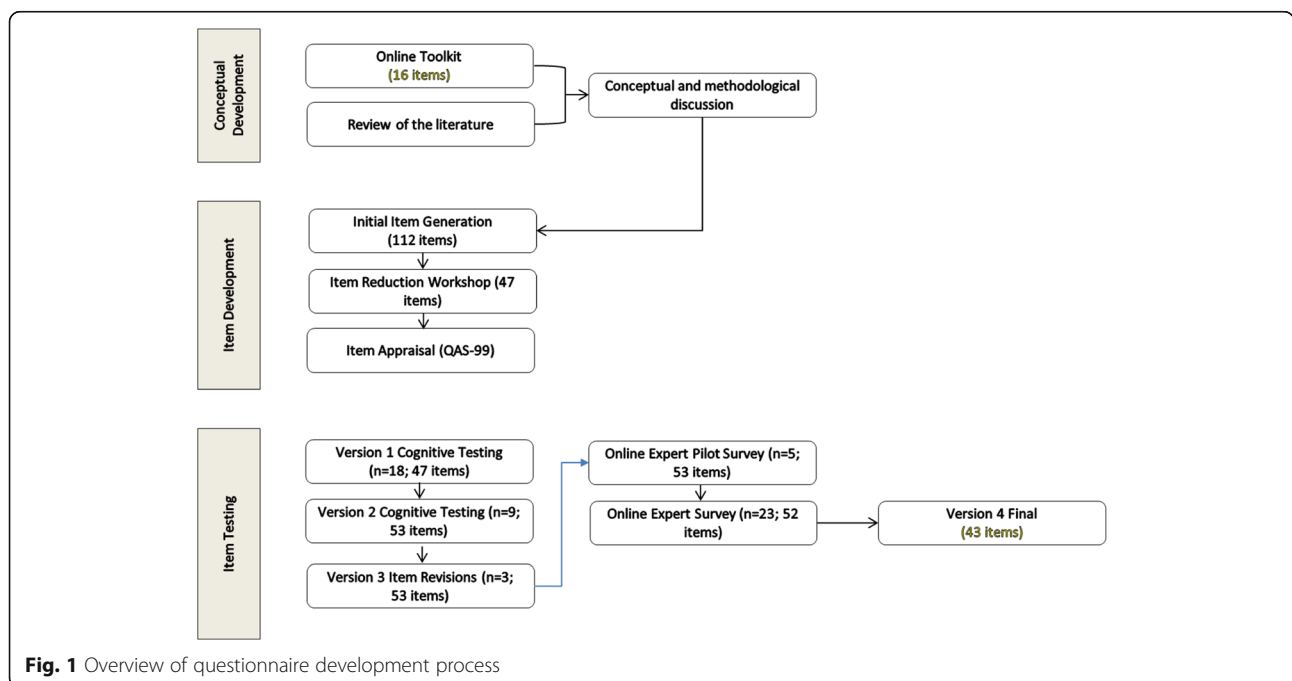 Conceptual
Development
Online Toolkit
(16 items)
Review of the literature
Conceptual and methodological
discussion
Item Development
Initial Item Generation
(112 items)
Item Reduction Workshop (47
items)
Item Appraisal (QAS-99)
Item Testing
Version 1 Cognitive Testing
(n=18; 47 items)
Version 2 Cognitive Testing (n=9;
53 items)
Version 3 Item Revisions (n=3;
53 items)
Online Expert Pilot Survey (n=5;
53 items)
Online Expert Survey (n=23; 52
items)
Version 4 Final
(43 items)
Fig. 1 Overview of questionnaire development process